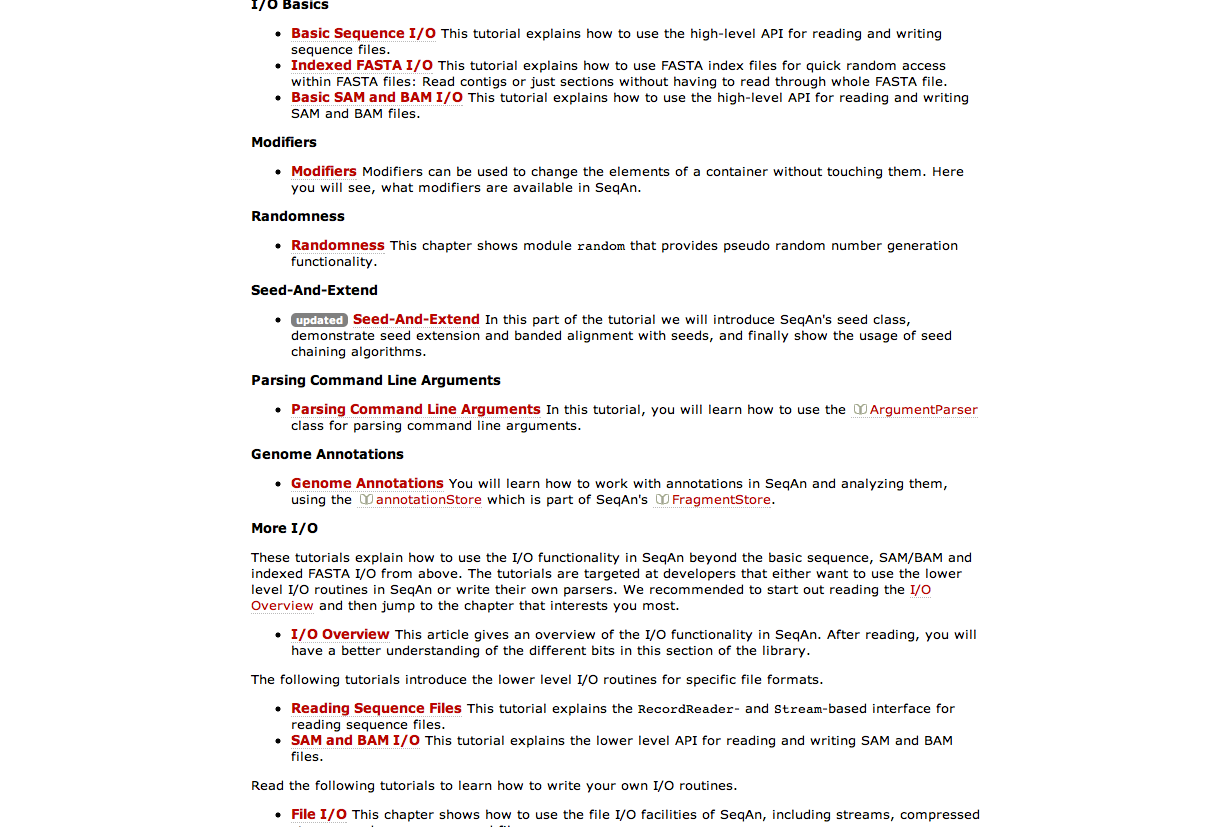 I/O Basics
Basic Sequence I/O This tutorial explains how to use the high-level API for reading and writing
sequence files.
Indexed FASTA I/O This tutorial explains how to use FASTA index files for quick random access
within FASTA files: Read contigs or just sections without having to read through whole FASTA file.
Basic SAM and BAM I/O This tutorial explains how to use the high-level API for reading and writing
SAM and BAM files.
Modifiers
Modifiers Modifiers can be used to change the elements of a container without touching them. Here
you will see, what modifiers are available in SeqAn.
Randomness
Randomness This chapter shows module random that provides pseudo random number generation
functionality.
Seed-And-Extend
updated Seed-And-Extend In this part of the tutorial we will introduce SeqAn's seed class,
demonstrate seed extension and banded alignment with seeds, and finally show the usage of seed
chaining algorithms.
Parsing Command Line Arguments
Parsing Command Line Arguments In this tutorial, you will learn how to use the ArgumentParser
class for parsing command line arguments.
Genome Annotations
Genome Annotations You will learn how to work with annotations in SeqAn and analyzing them,
using the annotationStore which is part of SeqAn's FragmentStore.
More I/O
These tutorials explain how to use the I/O functionality in SeqAn beyond the basic sequence, SAM/BAM and
indexed FASTA I/O from above. The tutorials are targeted at developers that either want to use the lower
level I/O routines in SeqAn or write their own parsers. We recommended to start out reading the I/O
Overview and then jump to the chapter that interests you most.
I/O Overview This article gives an overview of the I/O functionality in SeqAn. After reading, you will
have a better understanding of the different bits in this section of the library.
The following tutorials introduce the lower level I/O routines for specific file formats.
Reading Sequence Files This tutorial explains the RecordReader- and Stream-based interface for
reading sequence files.
SAM and BAM I/O This tutorial explains the lower level API for reading and writing SAM and BAM
files.
Read the following tutorials to learn how to write your own I/O routines.
File I/O This chapter shows how to use the file I/O facilities of SeqAn, including streams, compressed